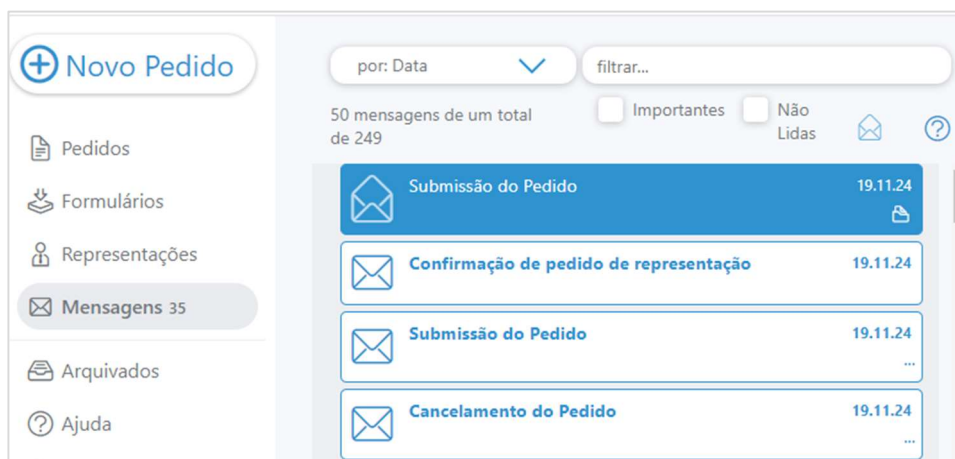 Novo Pedido
Pedidos
Formulários
Representações
Mensagens 35
Arquivados
Ajuda
por: Data
filtrar...
50 mensagens de um total
de 249
Importantes
Não
Lidas
Submissão do Pedido 19.11.24
Confirmação de pedido de representação 19.11.24
Submissão do Pedido 19.11.24
...
Cancelamento do Pedido 19.11.24
...